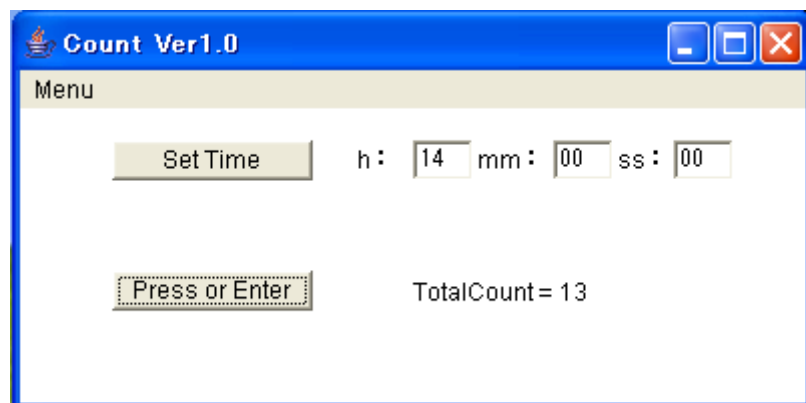 Count Ver1.0
Menu
Set Time h: 14 mm: 00 ss: 00
Press or Enter TotalCount = 13